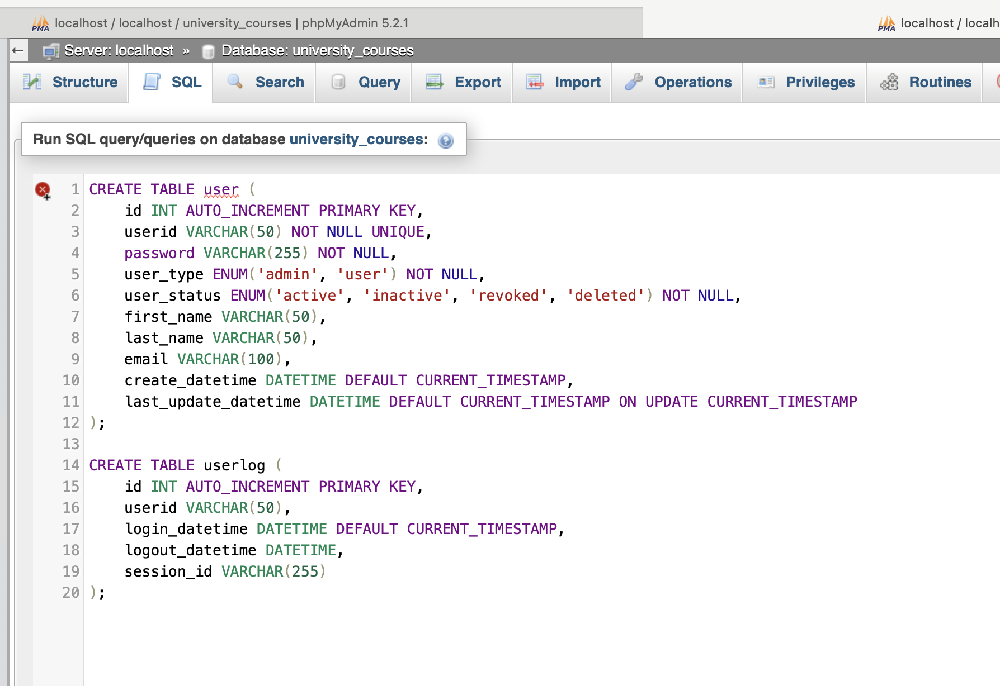 PMA localhost / localhost / university_courses | phpMyAdmin 5.2.1
PMA localhost / localh
← Server: localhost » Database: university_courses
Structure SQL Search Query Export Import Operations Privileges Routines
Run SQL query/queries on database university_courses:
1 CREATE TABLE user (
2 id INT AUTO_INCREMENT PRIMARY KEY,
3 userid VARCHAR(50) NOT NULL UNIQUE,
4 password VARCHAR(255) NOT NULL,
5 user_type ENUM('admin', 'user') NOT NULL,
6 user_status ENUM('active', 'inactive', 'revoked', 'deleted') NOT NULL,
7 first_name VARCHAR(50),
8 last_name VARCHAR(50),
9 email VARCHAR(100),
10 create_datetime DATETIME DEFAULT CURRENT_TIMESTAMP,
11 last_update_datetime DATETIME DEFAULT CURRENT_TIMESTAMP ON UPDATE CURRENT_TIMESTAMP
12 );
13
14 CREATE TABLE userlog (
15 id INT AUTO_INCREMENT PRIMARY KEY,
16 userid VARCHAR(50),
17 login_datetime DATETIME DEFAULT CURRENT_TIMESTAMP,
18 logout_datetime DATETIME,
19 session_id VARCHAR(255)
20 );